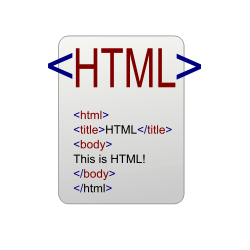 <HTML>
<html>
<title>HTML</title>
<body>
This is HTML!
</body>
</html>